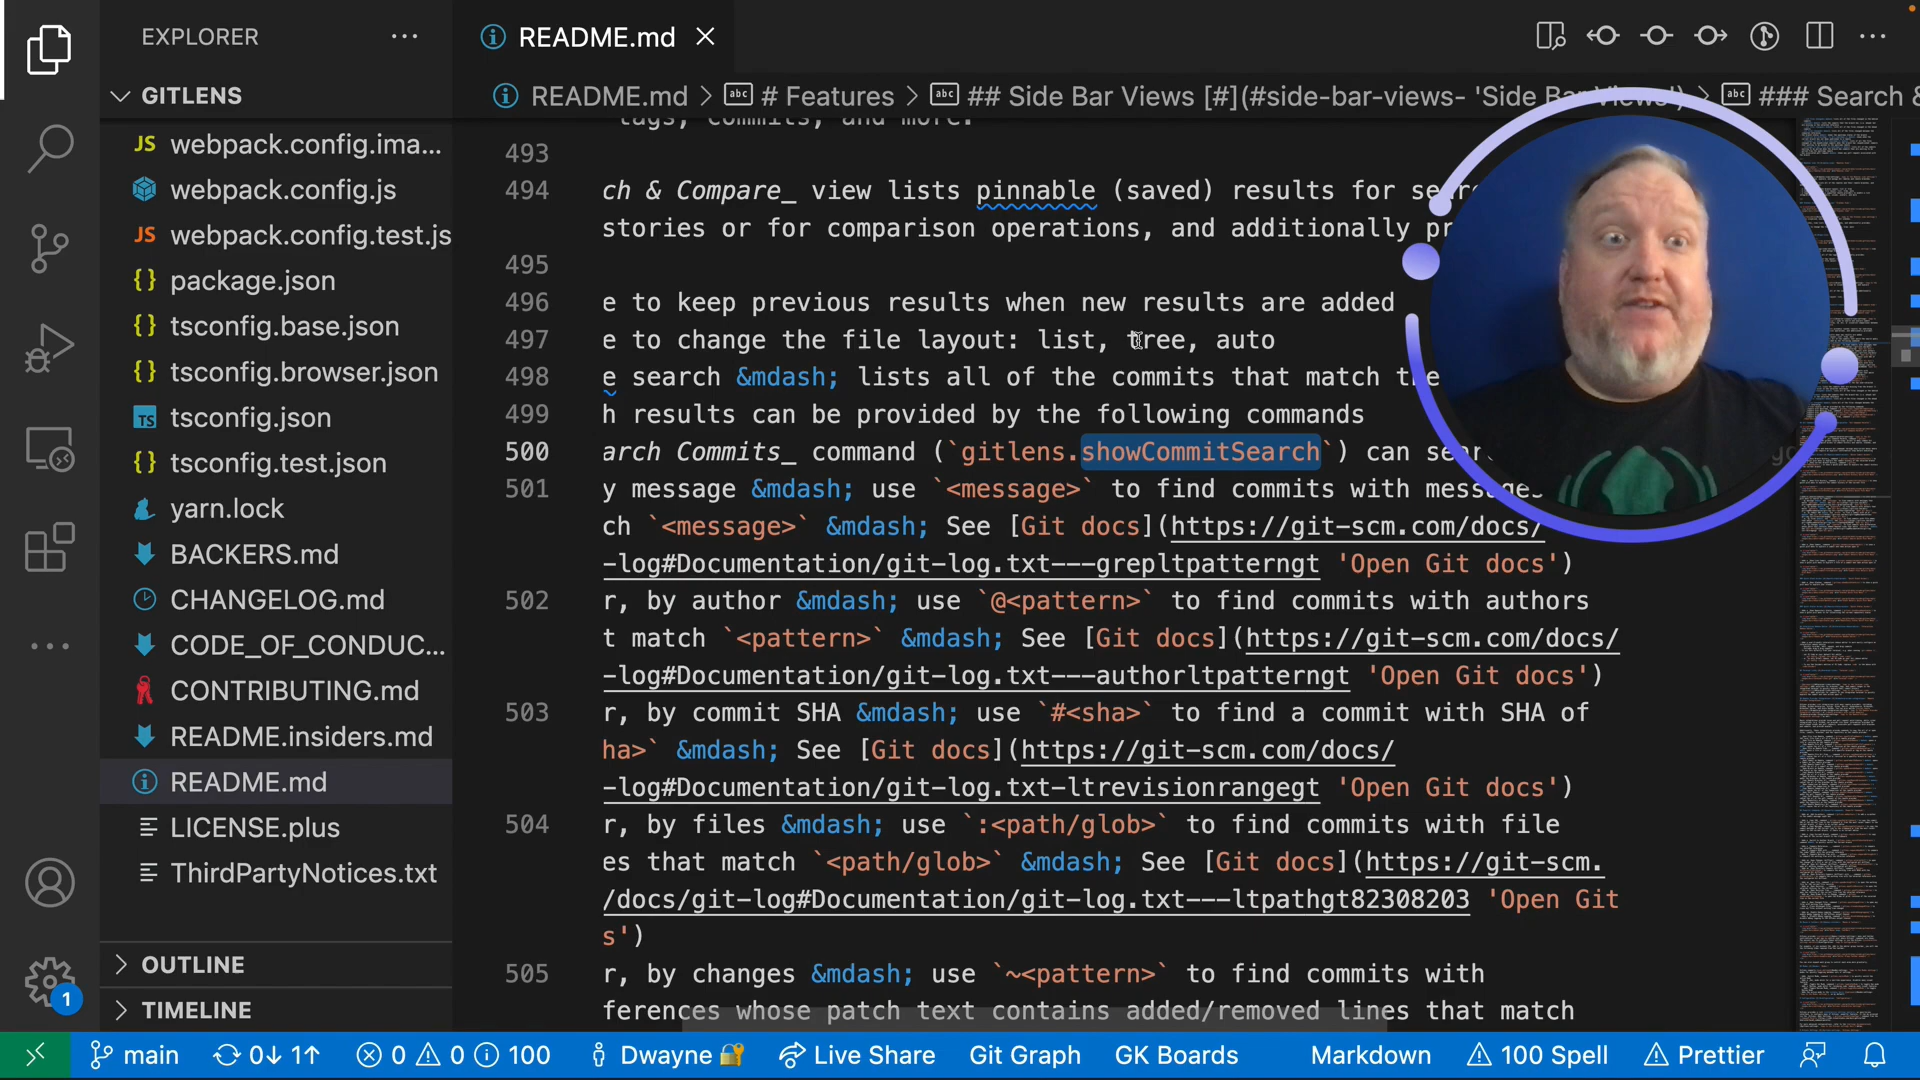 EXPLORER
README.md
GITLENS
README.md > # Features > ## Side Bar Views [#](#side-bar-views- 'Side Bar Views') > ### Search &
webpack.config.ima...
webpack.config.js
webpack.config.test.js
package.json
tsconfig.base.json
tsconfig.browser.json
tsconfig.json
tsconfig.test.json
yarn.lock
BACKERS.md
CHANGELOG.md
CODE_OF_CONDUC...
CONTRIBUTING.md
README.insiders.md
README.md
LICENSE.plus
ThirdPartyNotices.txt
OUTLINE
TIMELINE
tags, commits, and more.
493
494 ch & Compare_ view lists pinnable (saved) results for
stories or for comparison operations, and additionally
495
496 e to keep previous results when new results are added
497 e to change the file layout: list, tree, auto
498 e search &mdash; lists all of the commits that match
499 h results can be provided by the following commands
500 arch Commits_ command (`gitlens.showCommitSearch`) can
501 y message &mdash; use `<message>` to find commits with messages
ch `<message>` &mdash; See [Git docs](https://git-scm.com/docs/
-log#Documentation/git-log.txt---grepltpatterngt 'Open Git docs')
502 r, by author &mdash; use `@<pattern>` to find commits with authors
t match `<pattern>` &mdash; See [Git docs](https://git-scm.com/docs/
-log#Documentation/git-log.txt---authorltpatterngt 'Open Git docs')
503 r, by commit SHA &mdash; use `#<sha>` to find a commit with SHA of
ha>` &mdash; See [Git docs](https://git-scm.com/docs/
-log#Documentation/git-log.txt-ltrevisionrangegt 'Open Git docs')
504 r, by files &mdash; use `:<path/glob>` to find commits with file
es that match `<path/glob>` &mdash; See [Git docs](https://git-scm.
/docs/git-log#Documentation/git-log.txt---ltpathgt82308203 'Open Git
s')
505 r, by changes &mdash; use `~<pattern>` to find commits with
ferences whose patch text contains added/removed lines that match
1
main 0↓ 1↑ 0 0 100 Dwayne Live Share Git Graph GK Boards Markdown 100 Spell Prettier